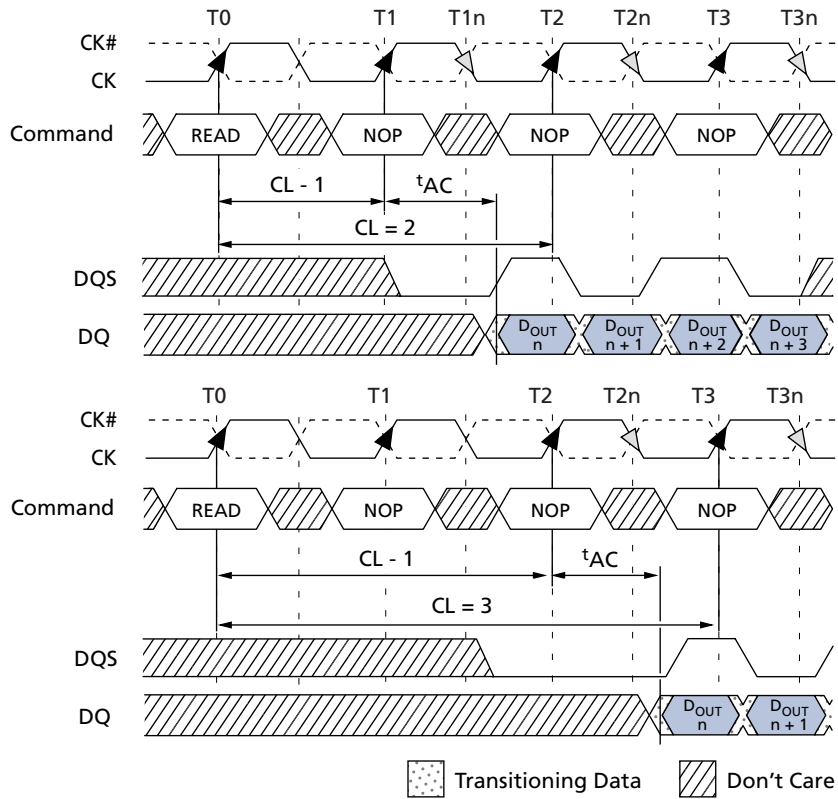 T0 T1 T1n T2 T2n T3 T3n
CK#
CK
Command READ NOP NOP NOP
CL - 1 tAC
CL = 2
DQS
DQ DOUT n DOUT n + 1 DOUT n + 2 DOUT n + 3
T0 T1 T2 T2n T3 T3n
CK#
CK
Command READ NOP NOP NOP
CL - 1 tAC
CL = 3
DQS
DQ DOUT n DOUT n + 1
Transitioning Data Don't Care